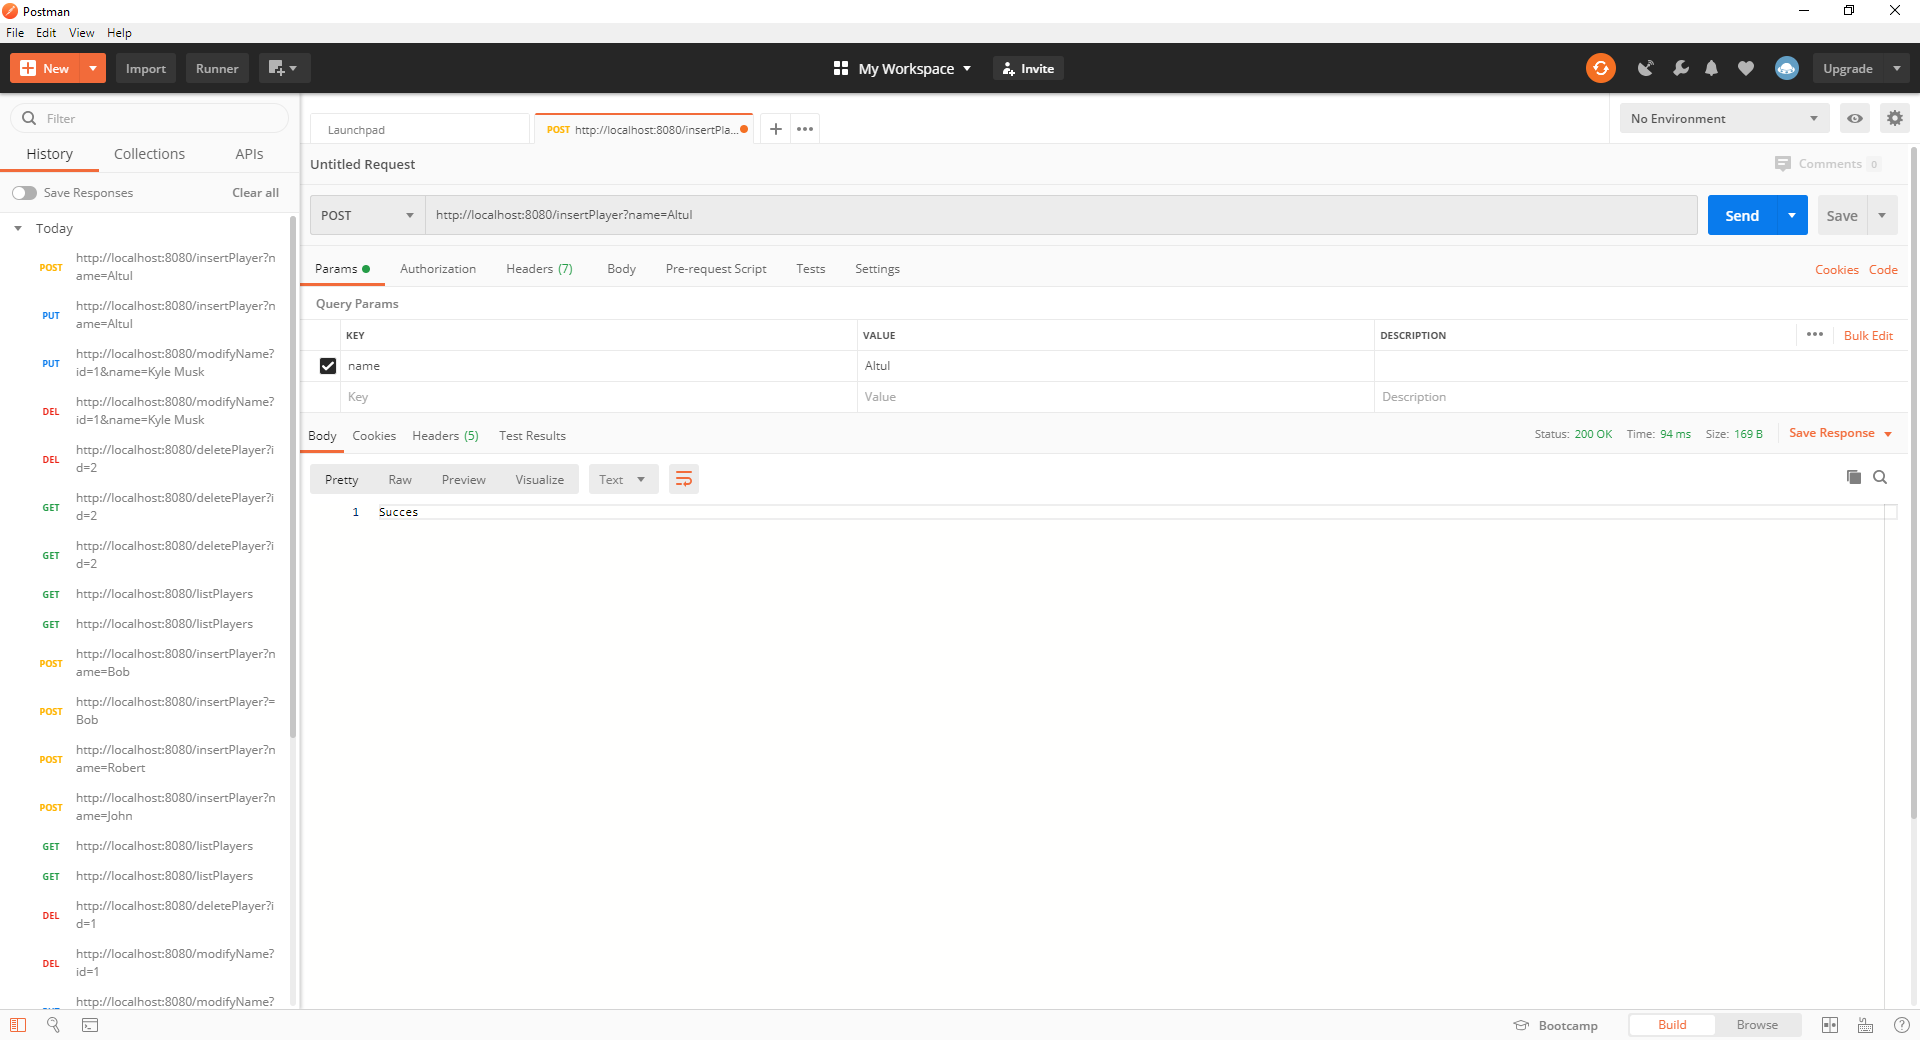 Postman
File Edit View Help
New Import Runner My Workspace Invite Upgrade
Filter
History Collections APIs
Save Responses Clear all
Today
POST http://localhost:8080/insertPlayer?n
ame=Altul
PUT http://localhost:8080/insertPlayer?n
ame=Altul
PUT http://localhost:8080/modifyName?
id=1&name=Kyle Musk
DEL http://localhost:8080/modifyName?
id=1&name=Kyle Musk
DEL http://localhost:8080/deletePlayer?i
d=2
GET http://localhost:8080/deletePlayer?i
d=2
GET http://localhost:8080/deletePlayer?i
d=2
GET http://localhost:8080/listPlayers
GET http://localhost:8080/listPlayers
POST http://localhost:8080/insertPlayer?n
ame=Bob
POST http://localhost:8080/insertPlayer?=
Bob
POST http://localhost:8080/insertPlayer?n
ame=Robert
POST http://localhost:8080/insertPlayer?n
ame=John
GET http://localhost:8080/listPlayers
GET http://localhost:8080/listPlayers
DEL http://localhost:8080/deletePlayer?i
d=1
DEL http://localhost:8080/modifyName?
id=1
http://localhost:8080/modifyName?
Launchpad POST http://localhost:8080/insertPla... No Environment
Untitled Request Comments 0
POST http://localhost:8080/insertPlayer?name=Altul Send Save
Params Authorization Headers (7) Body Pre-request Script Tests Settings Cookies Code
Query Params
KEY VALUE DESCRIPTION Bulk Edit
name Altul
Key Value Description
Body Cookies Headers (5) Test Results Status: 200 OK Time: 94 ms Size: 169 B Save Response
Pretty Raw Preview Visualize Text
1 Succes
Bootcamp Build Browse